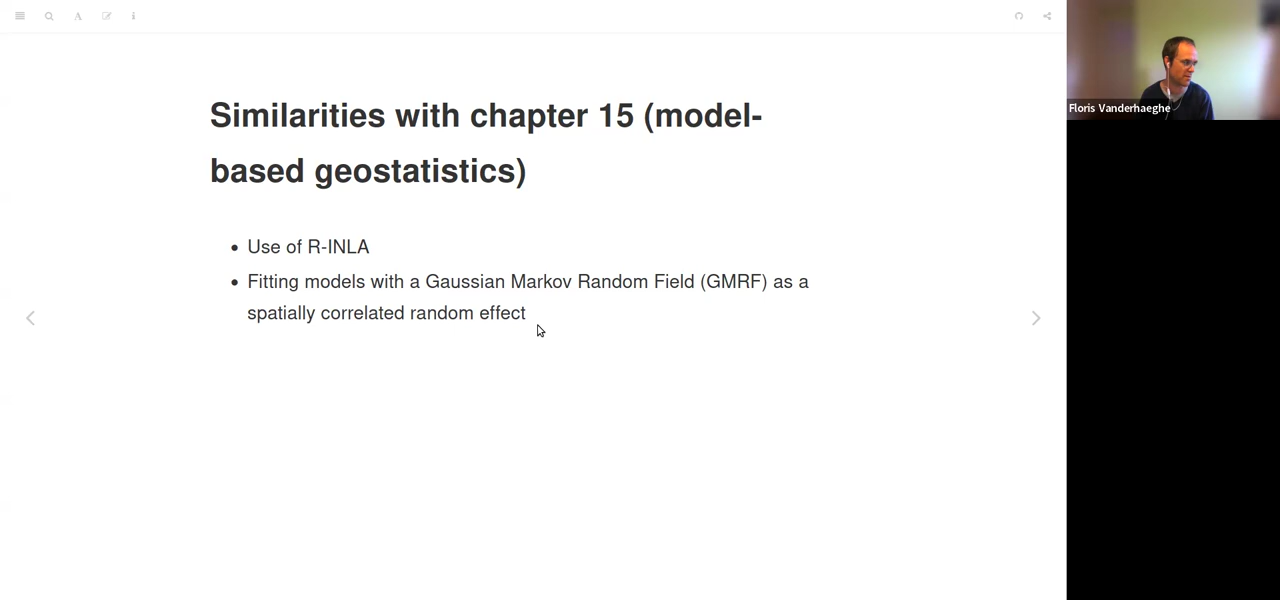 Similarities with chapter 15 (model-
based geostatistics)
• Use of R-INLA
• Fitting models with a Gaussian Markov Random Field (GMRF) as a
spatially correlated random effect
Floris Vanderhaeghe